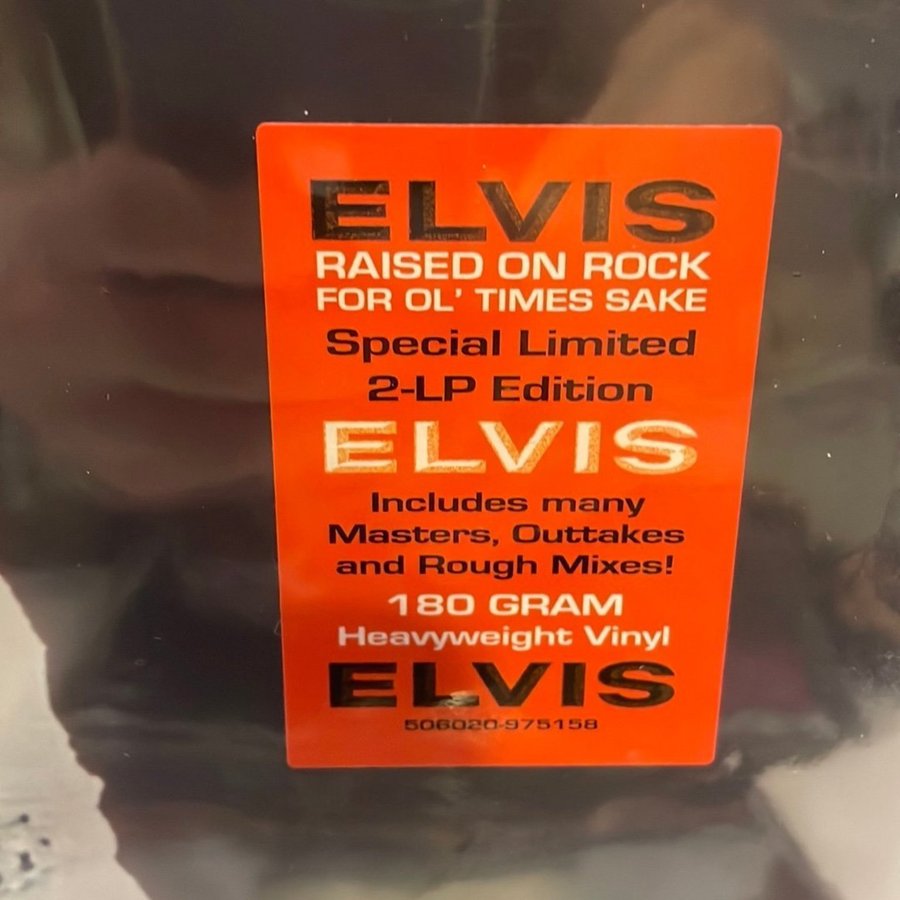 ELVIS
RAISED ON ROCK
FOR OL' TIMES SAKE
Special Limited
2-LP Edition
ELVIS
Includes many
Masters, Outtakes
and Rough Mixes!
180 GRAM
Heavyweight Vinyl
ELVIS
506020-975158